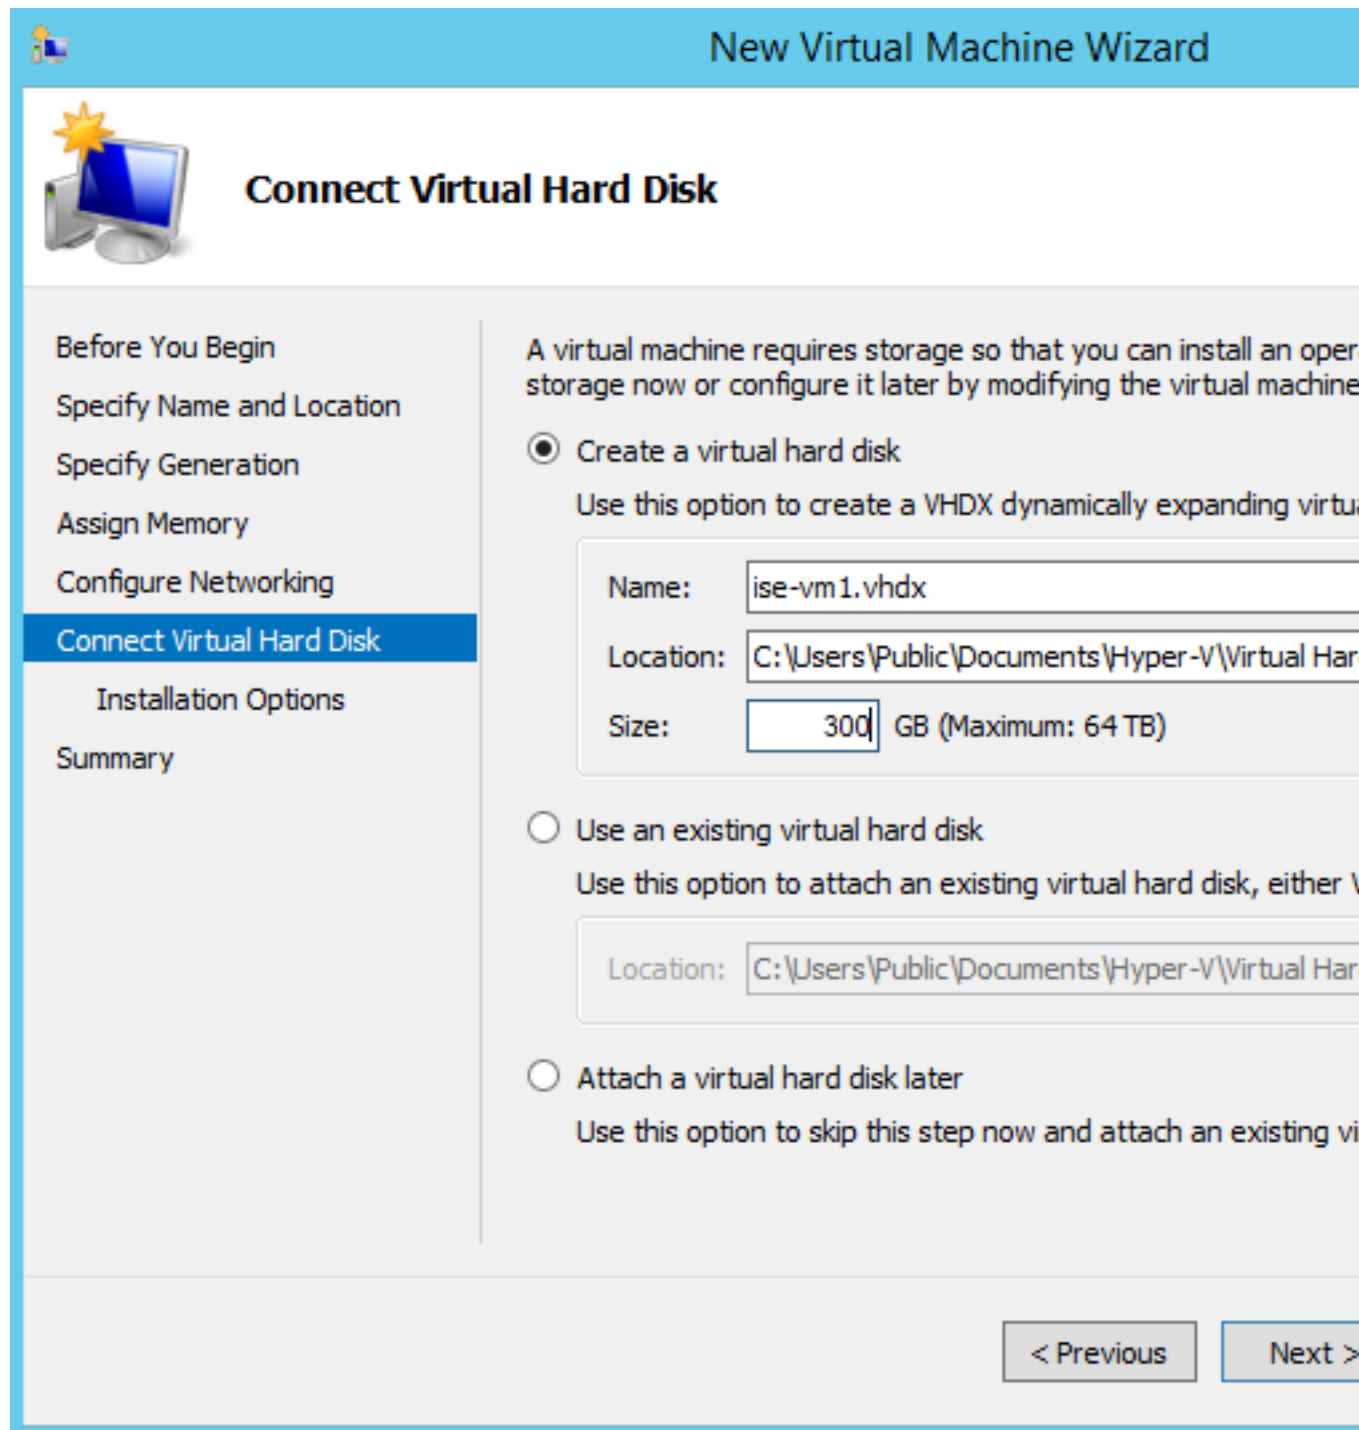 New Virtual Machine Wizard
Connect Virtual Hard Disk
Before You Begin
Specify Name and Location
Specify Generation
Assign Memory
Configure Networking
Connect Virtual Hard Disk
Installation Options
Summary
A virtual machine requires storage so that you can install an
storage now or configure it later by modifying the virtual machine
Create a virtual hard disk
Use this option to create a VHDX dynamically expanding
Name: ise-vm1.vhdx
Location: C:\Users\Public\Documents\Hyper-V\Virtual
Size: 300 GB (Maximum: 64 TB)
Use an existing virtual hard disk
Use this option to attach an existing virtual hard disk, either
Location: C:\Users\Public\Documents\Hyper-V\Virtual
Attach a virtual hard disk later
Use this option to skip this step now and attach an existing
< Previous
Next >